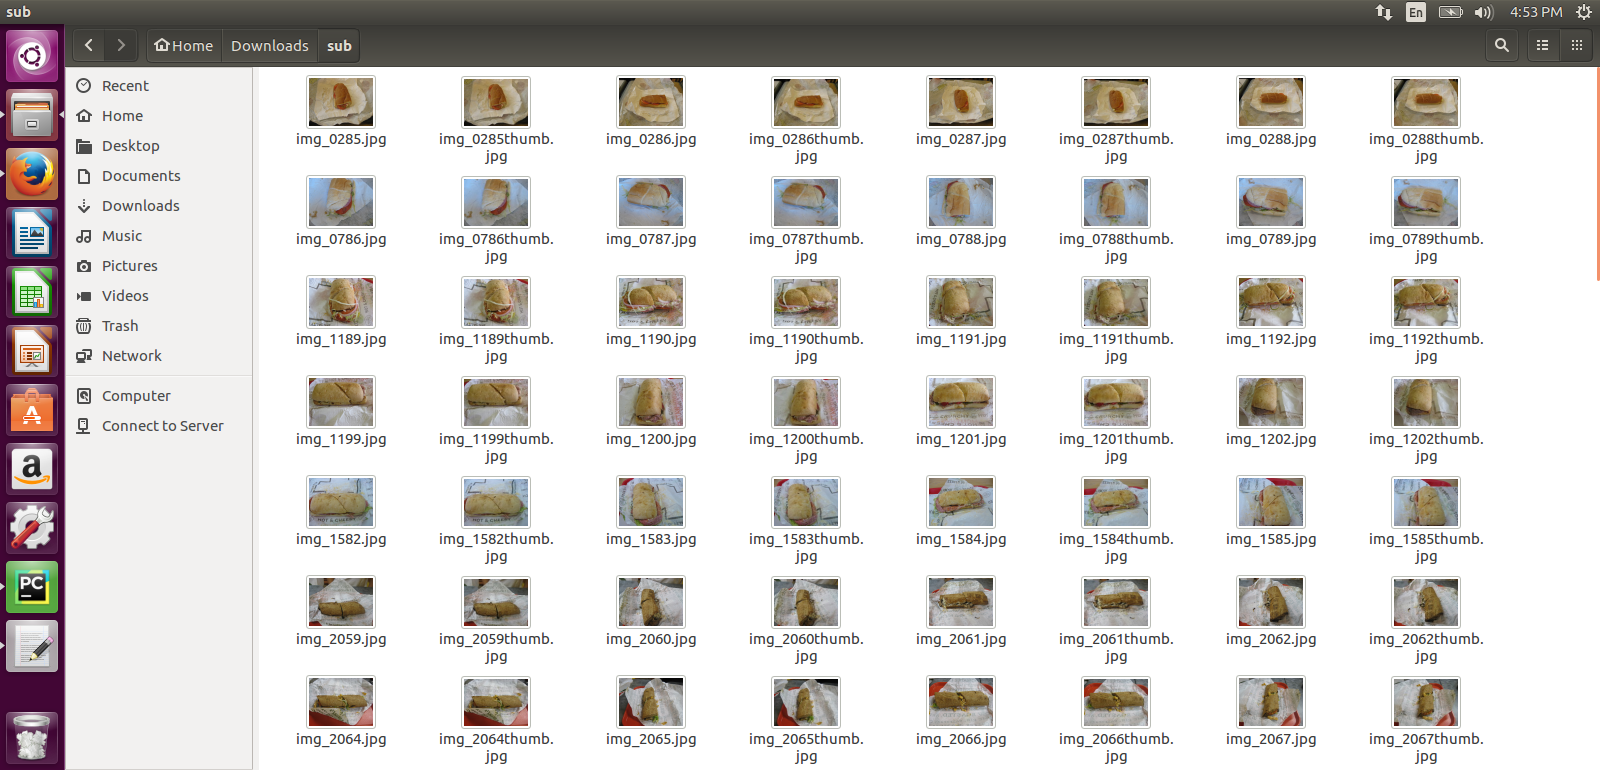 sub
En
4:53 PM
Home
Downloads
sub
Recent
Home
Desktop
Documents
Downloads
Music
Pictures
Videos
Trash
Network
Computer
Connect to Server
img_0285.jpg
img_0285thumb.
jpg
img_0286.jpg
img_0286thumb.
jpg
img_0287.jpg
img_0287thumb.
jpg
img_0288.jpg
img_0288thumb.
jpg
img_0786.jpg
img_0786thumb.
jpg
img_0787.jpg
img_0787thumb.
jpg
img_0788.jpg
img_0788thumb.
jpg
img_0789.jpg
img_0789thumb.
jpg
img_1189.jpg
img_1189thumb.
jpg
img_1190.jpg
img_1190thumb.
jpg
img_1191.jpg
img_1191thumb.
jpg
img_1192.jpg
img_1192thumb.
jpg
img_1199.jpg
img_1199thumb.
jpg
img_1200.jpg
img_1200thumb.
jpg
img_1201.jpg
img_1201thumb.
jpg
img_1202.jpg
img_1202thumb.
jpg
img_1582.jpg
img_1582thumb.
jpg
img_1583.jpg
img_1583thumb.
jpg
img_1584.jpg
img_1584thumb.
jpg
img_1585.jpg
img_1585thumb.
jpg
img_2059.jpg
img_2059thumb.
jpg
img_2060.jpg
img_2060thumb.
jpg
img_2061.jpg
img_2061thumb.
jpg
img_2062.jpg
img_2062thumb.
jpg
img_2064.jpg
img_2064thumb.
jpg
img_2065.jpg
img_2065thumb.
jpg
img_2066.jpg
img_2066thumb.
jpg
img_2067.jpg
img_2067thumb.
jpg
A
a
PC